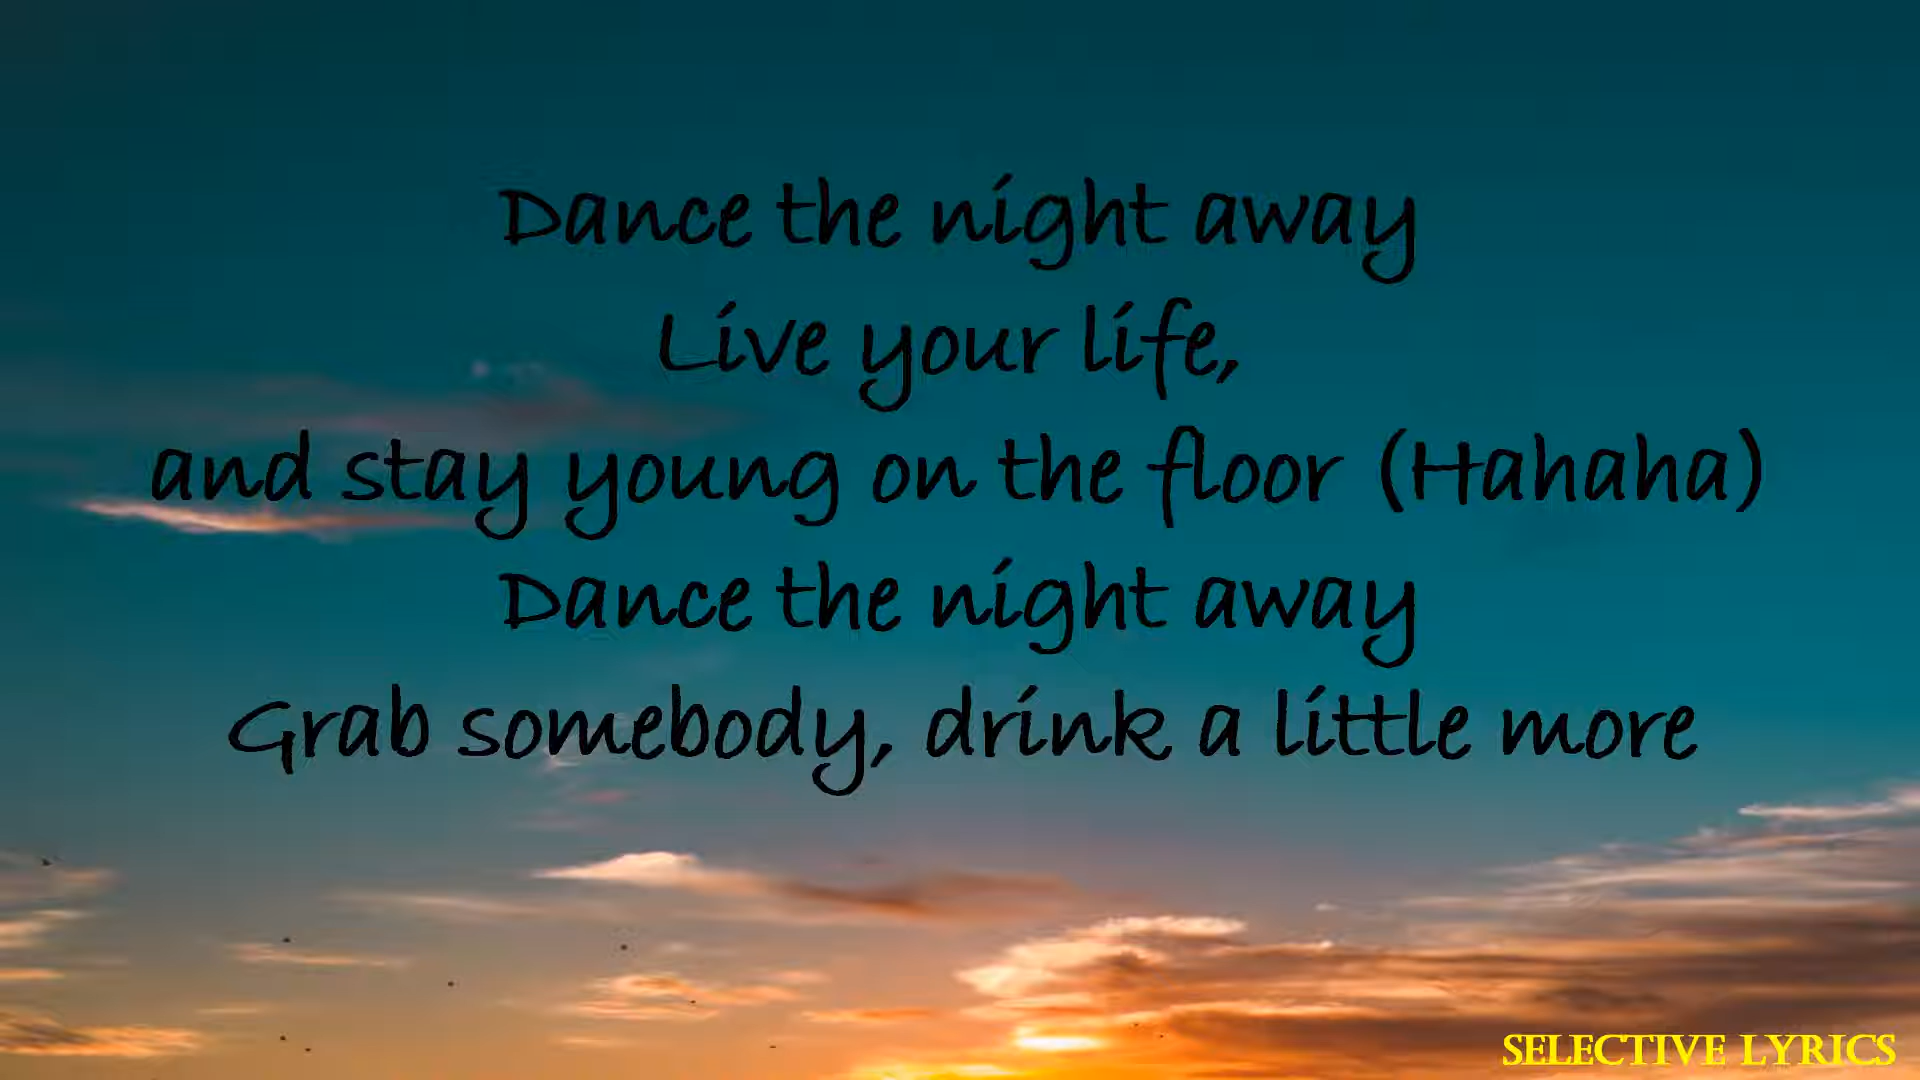 Dance the night away
Live your life,
and stay young on the floor (Hahaha)
Dance the night away
Grab somebody, drink a little more
SELECTIVE LYRICS